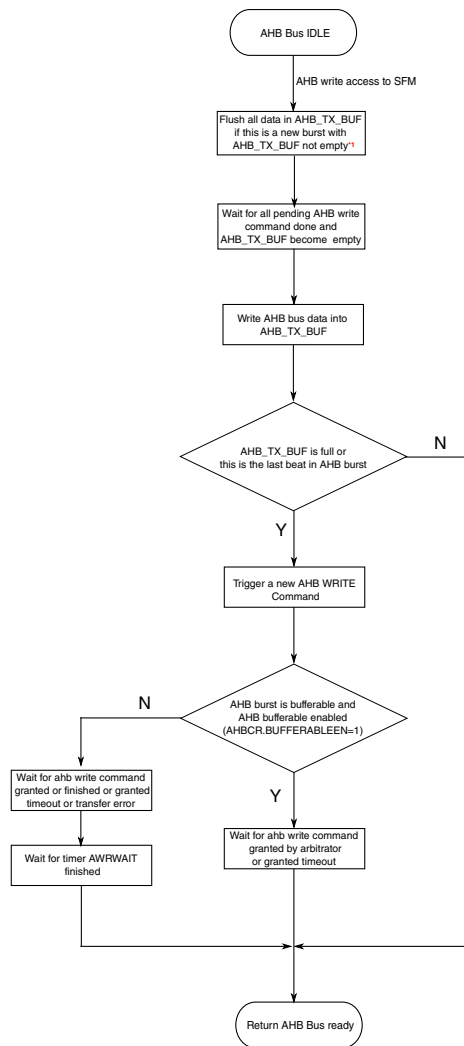 AHB Bus IDLE
AHB write access to SFM
Flush all data in AHB_TX_BUF
if this is a new burst with
AHB_TX_BUF not empty*1
Wait for all pending AHB write
command done and
AHB_TX_BUF become empty
Write AHB bus data into
AHB_TX_BUF
AHB_TX_BUF is full or
this is the last beat in AHB burst
N
Y
Trigger a new AHB WRITE
Command
AHB burst is bufferable and
AHB bufferable enabled
(AHBCR.BUFFERABLEEN=1)
N
Y
Wait for ahb write command
granted or finished or granted
timeout or transfer error
Wait for ahb write command
granted by arbitrator
or granted timeout
Wait for timer AWRWAIT
finished
Return AHB Bus ready